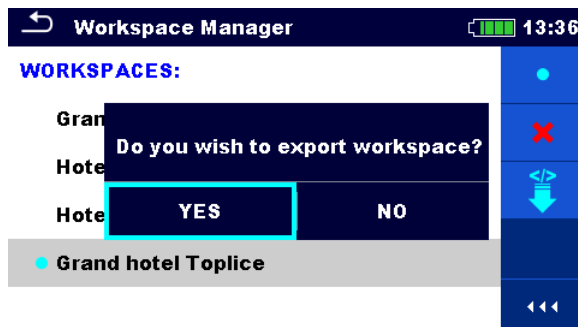 Workspace Manager 13:36
WORKSPACES:
Gran
Do you wish to export workspace?
Hote
Hote
YES NO
Grand hotel Toplice